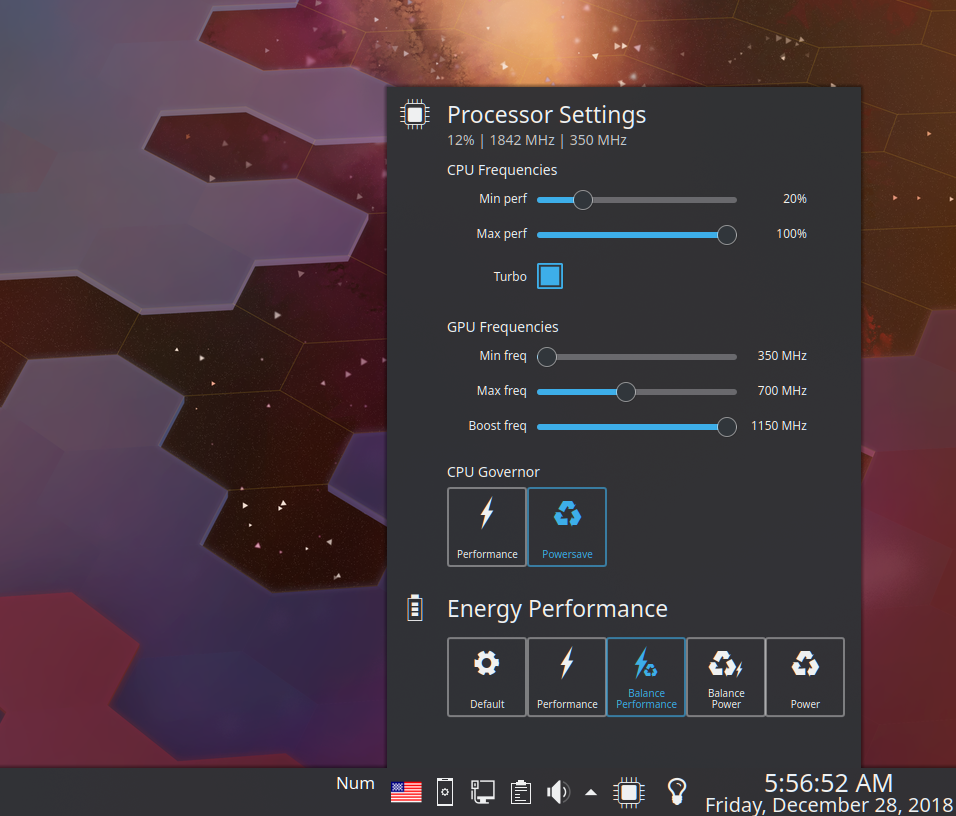 Processor Settings
12% | 1842 MHz | 350 MHz
CPU Frequencies
Min perf 20%
Max perf 100%
Turbo
GPU Frequencies
Min freq 350 MHz
Max freq 700 MHz
Boost freq 1150 MHz
CPU Governor
Performance Powersave
Energy Performance
Default Performance Balance Performance Balance Power Power
Num
5:56:52 AM
Friday, December 28, 2018